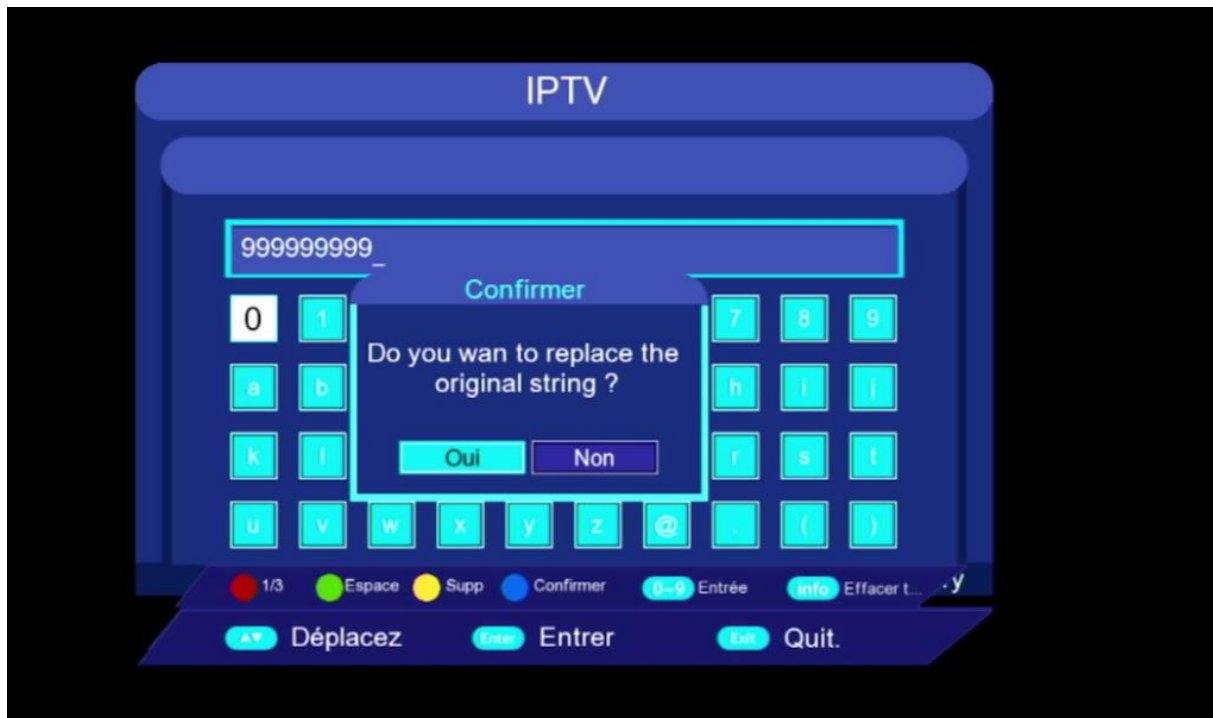 IPTV
999999999_
Confirmer
Do you wan to replace the
original string ?
Oui Non
0 1 7 8 9
a b h i j
k l r s t
u v w x y z @ . ( )
1/3 Espace Supp Confirmer 0~9 Entrée info Effacer t... y
Déplacez Enter Entrer Exit Quit.